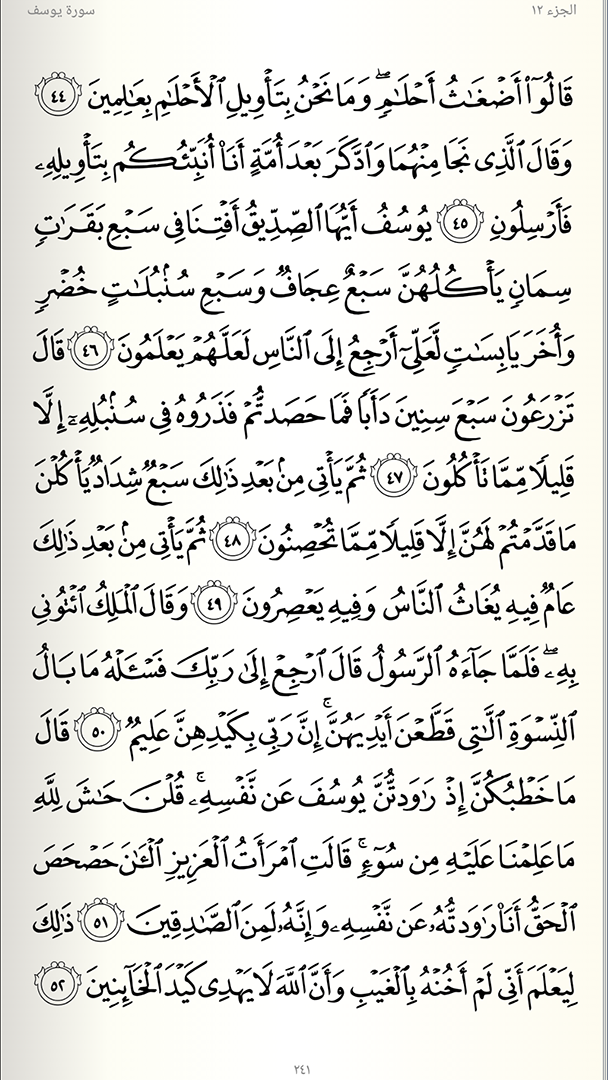 الجزء ١٢
سورة يوسف
قَالُوٓا۟ أَضْغَـٰثُ أَحْلَـٰمٍۖ وَمَا نَحْنُ بِتَأْوِيلِ ٱلْأَحْلَـٰمِ بِعَـٰلِمِينَ ٤٤
وَقَالَ ٱلَّذِى نَجَا مِنْهُمَا وَٱدَّكَرَ بَعْدَ أُمَّةٍ أَنَا۠ أُنَبِّئُكُم بِتَأْوِيلِهِۦ
فَأَرْسِلُونِ ٤٥ يُوسُفُ أَيُّهَا ٱلصِّدِّيقُ أَفْتِنَا فِى سَبْعِ بَقَرَٰتٍ
سِمَانٍ يَأْكُلُهُنَّ سَبْعٌ عِجَافٌ وَسَبْعِ سُنۢبُلَـٰتٍ خُضْرٍ
وَأُخَرَ يَابِسَـٰتٍ لَّعَلِّىٓ أَرْجِعُ إِلَى ٱلنَّاسِ لَعَلَّهُمْ يَعْلَمُونَ ٤٦ قَالَ
تَزْرَعُونَ سَبْعَ سِنِينَ دَأَبًا فَمَا حَصَدتُّمْ فَذَرُوهُ فِى سُنۢبُلِهِۦٓ إِلَّا
قَلِيلًا مِّمَّا تَأْكُلُونَ ٤٧ ثُمَّ يَأْتِى مِنۢ بَعْدِ ذَٰلِكَ سَبْعٌ شِدَادٌ يَأْكُلْنَ
مَا قَدَّمْتُمْ لَهُنَّ إِلَّا قَلِيلًا مِّمَّا تُحْصِنُونَ ٤٨ ثُمَّ يَأْتِى مِنۢ بَعْدِ ذَٰلِكَ
عَامٌ فِيهِ يُغَاثُ ٱلنَّاسُ وَفِيهِ يَعْصِرُونَ ٤٩ وَقَالَ ٱلْمَلِكُ ٱئْتُونِى
بِهِۦۖ فَلَمَّا جَآءَهُ ٱلرَّسُولُ قَالَ ٱرْجِعْ إِلَىٰ رَبِّكَ فَسْـَٔلْهُ مَا بَالُ
ٱلنِّسْوَةِ ٱلَّـٰتِى قَطَّعْنَ أَيْدِيَهُنَّۚ إِنَّ رَبِّى بِكَيْدِهِنَّ عَلِيمٌ ٥٠ قَالَ
مَا خَطْبُكُنَّ إِذْ رَٰوَدتُّنَّ يُوسُفَ عَن نَّفْسِهِۦۚ قُلْنَ حَـٰشَ لِلَّهِ
مَا عَلِمْنَا عَلَيْهِ مِن سُوٓءٍۚ قَالَتِ ٱمْرَأَتُ ٱلْعَزِيزِ ٱلْـَٔـٰنَ حَصْحَصَ
ٱلْحَقُّ أَنَا۠ رَٰوَدتُّهُۥ عَن نَّفْسِهِۦ وَإِنَّهُۥ لَمِنَ ٱلصَّـٰدِقِينَ ٥١ ذَٰلِكَ
لِيَعْلَمَ أَنِّى لَمْ أَخُنْهُ بِٱلْغَيْبِ وَأَنَّ ٱللَّهَ لَا يَهْدِى كَيْدَ ٱلْخَآئِنِينَ ٥٢
٢٤١